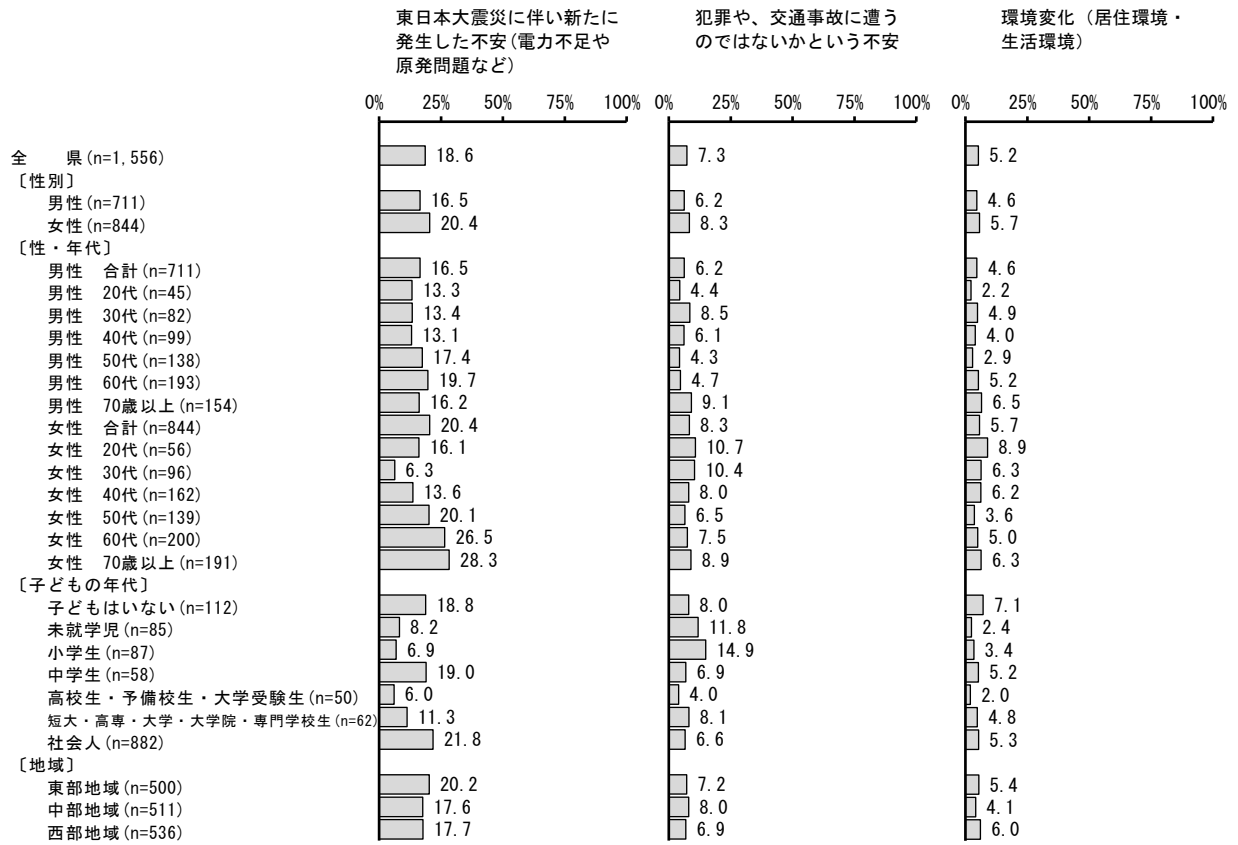 東日本大震災に伴い新たに
発生した不安(電力不足や
原発問題など)
犯罪や、交通事故に遭う
のではないかという不安
環境変化（居住環境・
生活環境）
0% 25% 50% 75% 100% 0% 25% 50% 75% 100% 0% 25% 50% 75% 100%
全　　県(n=1,556) 18.6 7.3 5.2
〔性別〕
男性(n=711) 16.5 6.2 4.6
女性(n=844) 20.4 8.3 5.7
〔性・年代〕
男性　合計(n=711) 16.5 6.2 4.6
男性　20代(n=45) 13.3 4.4 2.2
男性　30代(n=82) 13.4 8.5 4.9
男性　40代(n=99) 13.1 6.1 4.0
男性　50代(n=138) 17.4 4.3 2.9
男性　60代(n=193) 19.7 4.7 5.2
男性　70歳以上(n=154) 16.2 9.1 6.5
女性　合計(n=844) 20.4 8.3 5.7
女性　20代(n=56) 16.1 10.7 8.9
女性　30代(n=96) 6.3 10.4 6.3
女性　40代(n=162) 13.6 8.0 6.2
女性　50代(n=139) 20.1 6.5 3.6
女性　60代(n=200) 26.5 7.5 5.0
女性　70歳以上(n=191) 28.3 8.9 6.3
〔子どもの年代〕
子どもはいない(n=112) 18.8 8.0 7.1
未就学児(n=85) 8.2 11.8 2.4
小学生(n=87) 6.9 14.9 3.4
中学生(n=58) 19.0 6.9 5.2
高校生・予備校生・大学受験生(n=50) 6.0 4.0 2.0
短大・高専・大学・大学院・専門学校生(n=62) 11.3 8.1 4.8
社会人(n=882) 21.8 6.6 5.3
〔地域〕
東部地域(n=500) 20.2 7.2 5.4
中部地域(n=511) 17.6 8.0 4.1
西部地域(n=536) 17.7 6.9 6.0